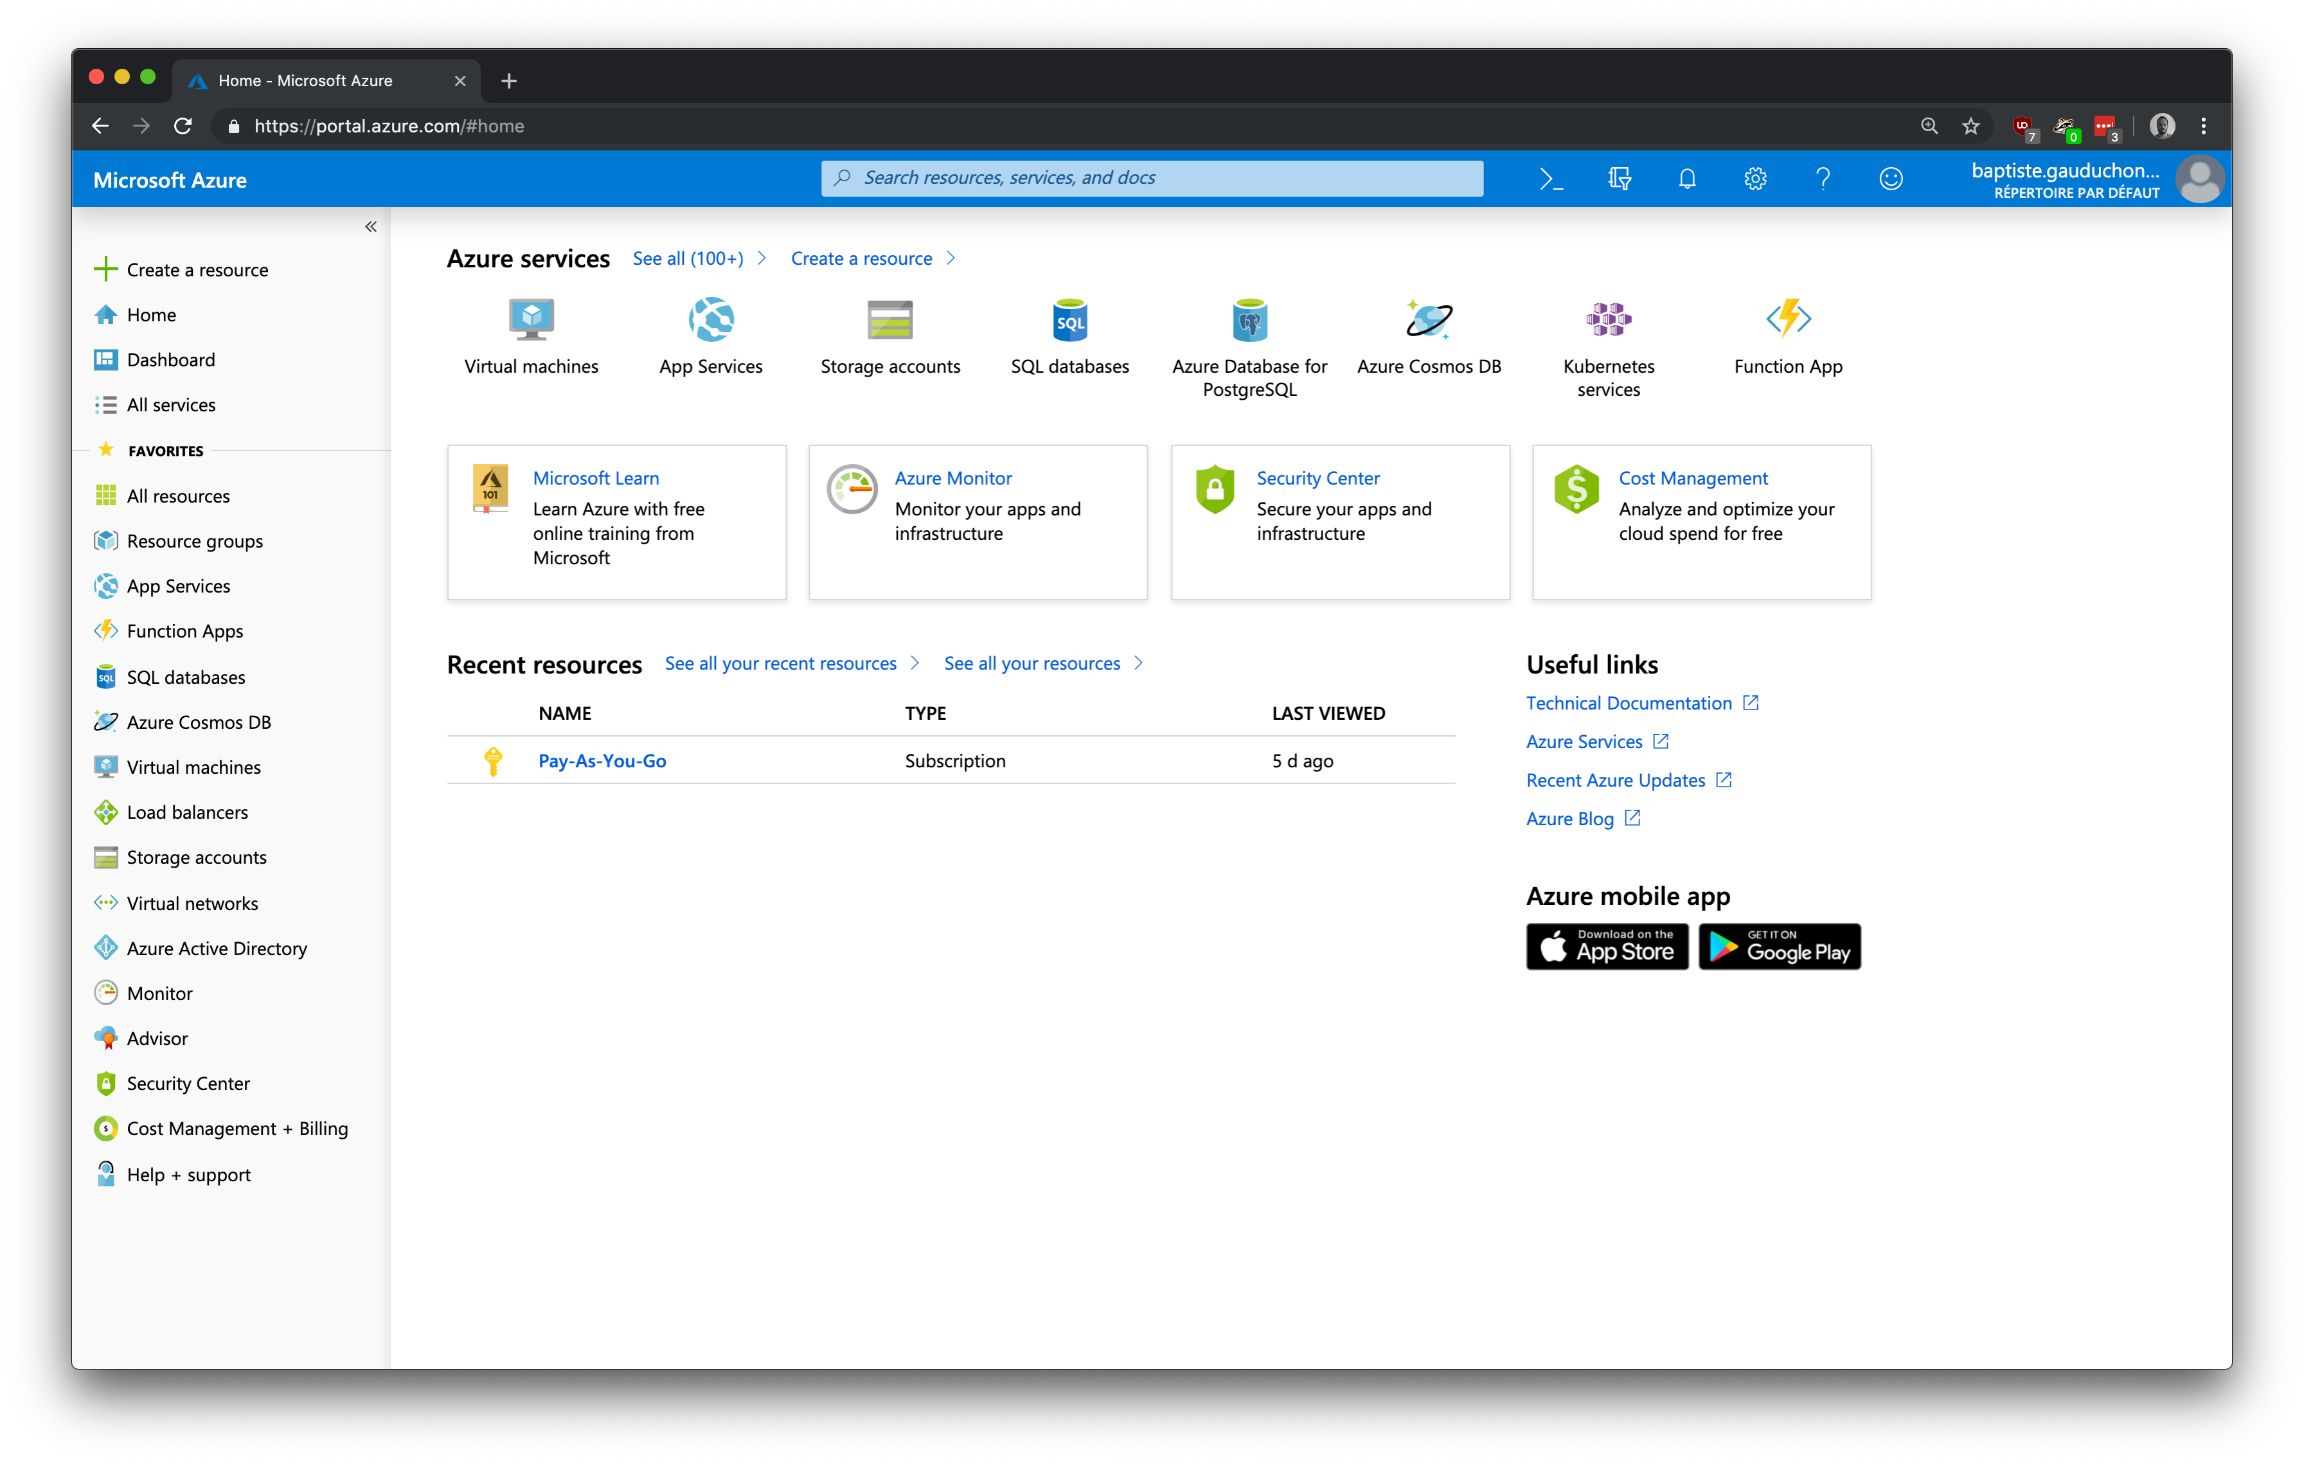 Home - Microsoft Azure
https://portal.azure.com/#home
7
0
3
Microsoft Azure
Search resources, services, and docs
baptiste.gauduchon...
RÉPERTOIRE PAR DÉFAUT
Create a resource
Home
Dashboard
All services
FAVORITES
All resources
Resource groups
App Services
Function Apps
SQL databases
Azure Cosmos DB
Virtual machines
Load balancers
Storage accounts
Virtual networks
Azure Active Directory
Monitor
Advisor
Security Center
Cost Management + Billing
Help + support
Azure services
See all (100+)
Create a resource
Virtual machines
App Services
Storage accounts
SQL
SQL databases
Azure Database for
PostgreSQL
Azure Cosmos DB
Kubernetes
services
Function App
101
Microsoft Learn
Learn Azure with free
online training from
Microsoft
Azure Monitor
Monitor your apps and
infrastructure
Security Center
Secure your apps and
infrastructure
Cost Management
Analyze and optimize your
cloud spend for free
Recent resources
See all your recent resources
See all your resources
NAME TYPE LAST VIEWED
Pay-As-You-Go Subscription 5 d ago
Useful links
Technical Documentation
Azure Services
Recent Azure Updates
Azure Blog
Azure mobile app
Download on the
App Store
GET IT ON
Google Play